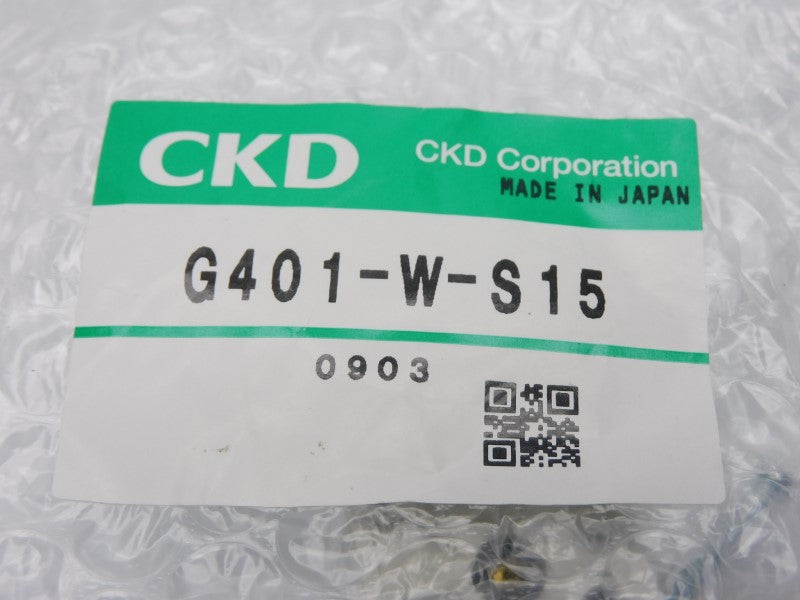 CKD CKD Corporation
MADE IN JAPAN
G401-W-S15
0903